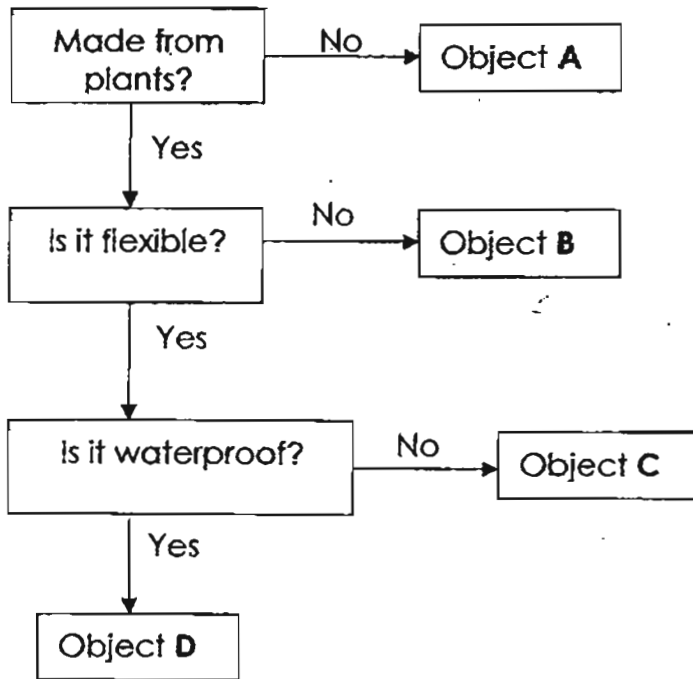 Made from
plants?
No
Object A
Yes
Is it flexible?
No
Object B
Yes
Is it waterproof?
No
Object C
Yes
Object D